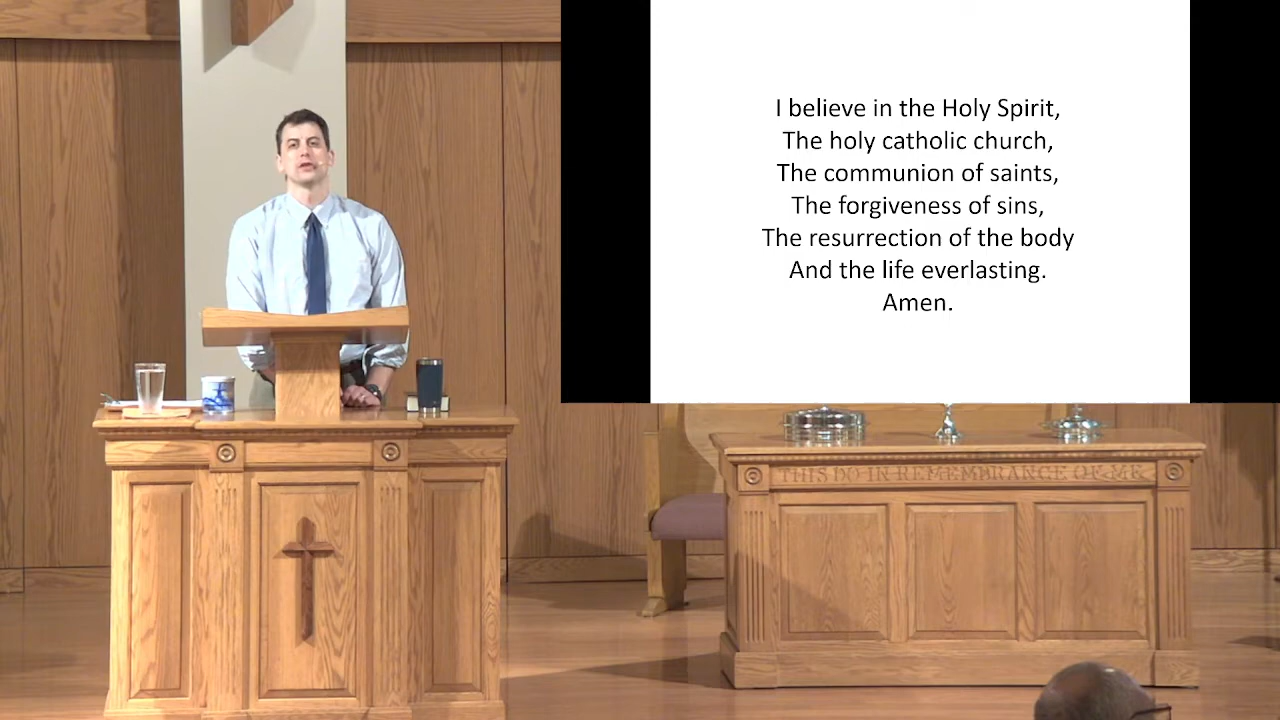 I believe in the Holy Spirit,
The holy catholic church,
The communion of saints,
The forgiveness of sins,
The resurrection of the body
And the life everlasting.
Amen.
THIS DO IN REMEMBRANCE OF ME